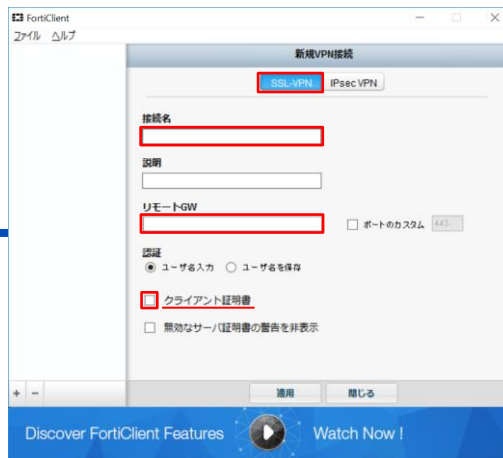 FortiClient
ファイル ヘルプ
新規VPN接続
SSL-VPN IPsec VPN
接続名
説明
リモートGW
ポートのカスタム 443
認証
ユーザ名入力 ユーザ名を保存
クライアント証明書
無効なサーバ証明書の警告を非表示
+ − 適用 閉じる
Discover FortiClient Features Watch Now !